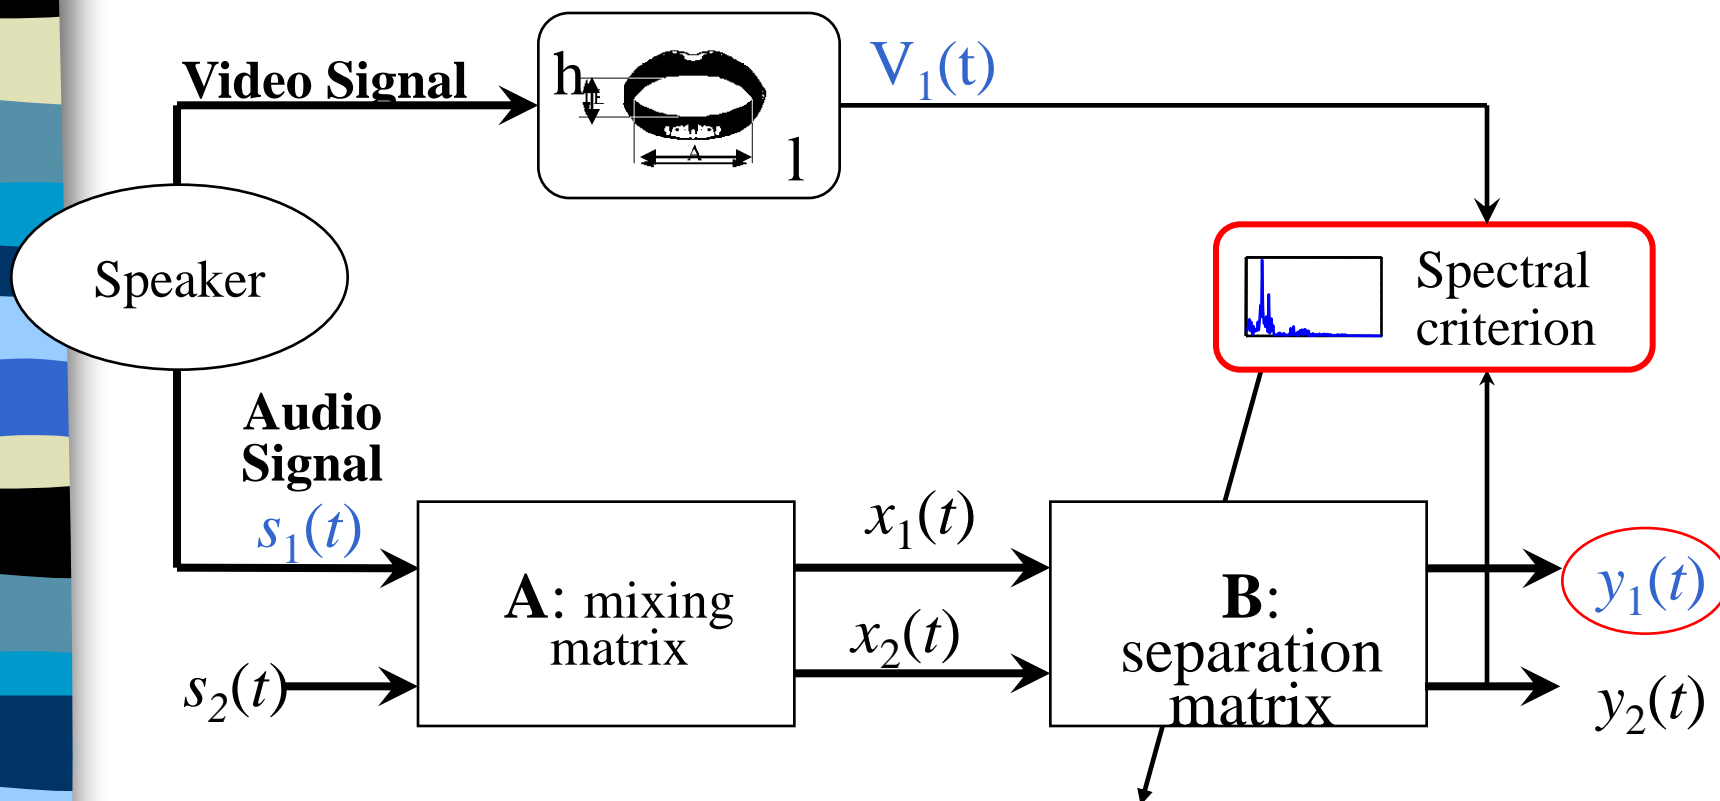 Video Signal
h
A
l
V₁(t)
Speaker
Spectral
criterion
Audio
Signal
s₁(t)
s₂(t)
A: mixing
matrix
x₁(t)
x₂(t)
B:
separation
matrix
y₁(t)
y₂(t)